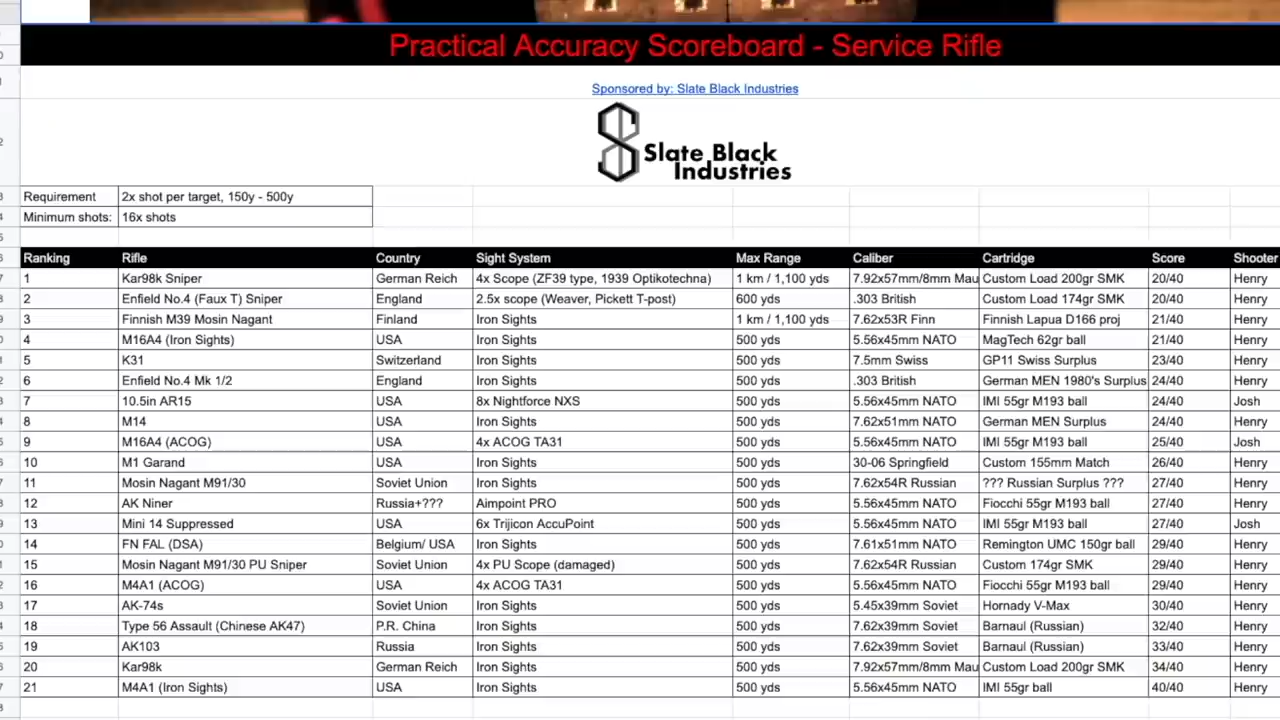 Practical Accuracy Scoreboard - Service Rifle
Sponsored by: Slate Black Industries
Slate Black
Industries
Requirement 2x shot per target, 150y - 500y
Minimum shots: 16x shots
Ranking Rifle Country Sight System Max Range Caliber Cartridge Score Shooter
1 Kar98k Sniper German Reich 4x Scope (ZF39 type, 1939 Optikotechna) 1 km / 1,100 yds 7.92x57mm/8mm Mau Custom Load 200gr SMK 20/40 Henry
2 Enfield No.4 (Faux T) Sniper England 2.5x scope (Weaver, Pickett T-post) 600 yds .303 British Custom Load 174gr SMK 20/40 Henry
3 Finnish M39 Mosin Nagant Finland Iron Sights 1 km / 1,100 yds 7.62x53R Finn Finnish Lapua D166 proj 21/40 Henry
4 M16A4 (Iron Sights) USA Iron Sights 500 yds 5.56x45mm NATO MagTech 62gr ball 21/40 Henry
5 K31 Switzerland Iron Sights 500 yds 7.5mm Swiss GP11 Swiss Surplus 23/40 Henry
6 Enfield No.4 Mk 1/2 England Iron Sights 500 yds .303 British German MEN 1980's Surplus 24/40 Henry
7 10.5in AR15 USA 8x Nightforce NXS 500 yds 5.56x45mm NATO IMI 55gr M193 ball 24/40 Josh
8 M14 USA Iron Sights 500 yds 7.62x51mm NATO German MEN Surplus 24/40 Henry
9 M16A4 (ACOG) USA 4x ACOG TA31 500 yds 5.56x45mm NATO IMI 55gr M193 ball 25/40 Josh
10 M1 Garand USA Iron Sights 500 yds 30-06 Springfield Custom 155mm Match 26/40 Henry
11 Mosin Nagant M91/30 Soviet Union Iron Sights 500 yds 7.62x54R Russian ??? Russian Surplus ??? 27/40 Henry
12 AK Niner Russia+??? Aimpoint PRO 500 yds 5.56x45mm NATO Fiocchi 55gr M193 ball 27/40 Henry
13 Mini 14 Suppressed USA 6x Trijicon AccuPoint 500 yds 5.56x45mm NATO IMI 55gr M193 ball 27/40 Josh
14 FN FAL (DSA) Belgium/ USA Iron Sights 500 yds 7.61x51mm NATO Remington UMC 150gr ball 29/40 Henry
15 Mosin Nagant M91/30 PU Sniper Soviet Union 4x PU Scope (damaged) 500 yds 7.62x54R Russian Custom 174gr SMK 29/40 Henry
16 M4A1 (ACOG) USA 4x ACOG TA31 500 yds 5.56x45mm NATO Fiocchi 55gr M193 ball 29/40 Henry
17 AK-74s Soviet Union Iron Sights 500 yds 5.45x39mm Soviet Hornady V-Max 30/40 Henry
18 Type 56 Assault (Chinese AK47) P.R. China Iron Sights 500 yds 7.62x39mm Soviet Barnaul (Russian) 32/40 Henry
19 AK103 Russia Iron Sights 500 yds 7.62x39mm Soviet Barnaul (Russian) 33/40 Henry
20 Kar98k German Reich Iron Sights 500 yds 7.92x57mm/8mm Mau Custom Load 200gr SMK 34/40 Henry
21 M4A1 (Iron Sights) USA Iron Sights 500 yds 5.56x45mm NATO IMI 55gr ball 40/40 Henry